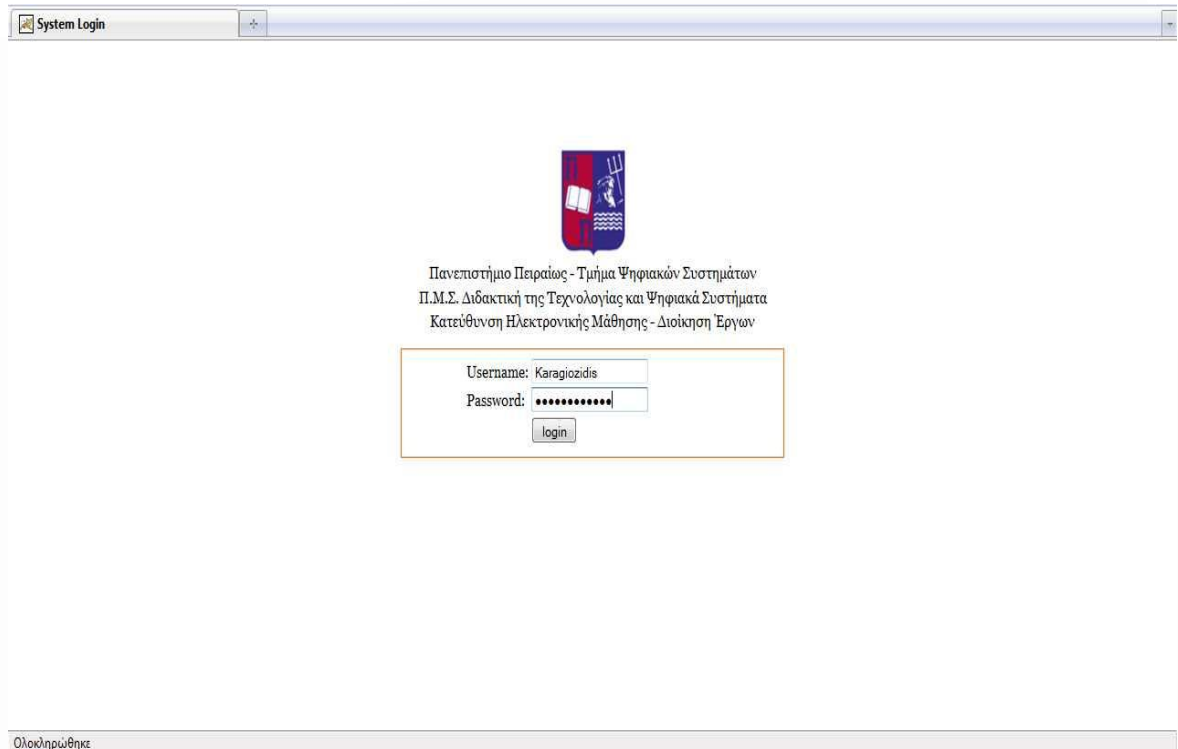 System Login
Πανεπιστήμιο Πειραίως - Τμήμα Ψηφιακών Συστημάτων
Π.Μ.Σ. Διδακτική της Τεχνολογίας και Ψηφιακά Συστήματα
Κατεύθυνση Ηλεκτρονικής Μάθησης - Διοίκηση Έργων
Username: Karagiozidis
Password: ••••••••••••
login
Ολοκληρώθηκε